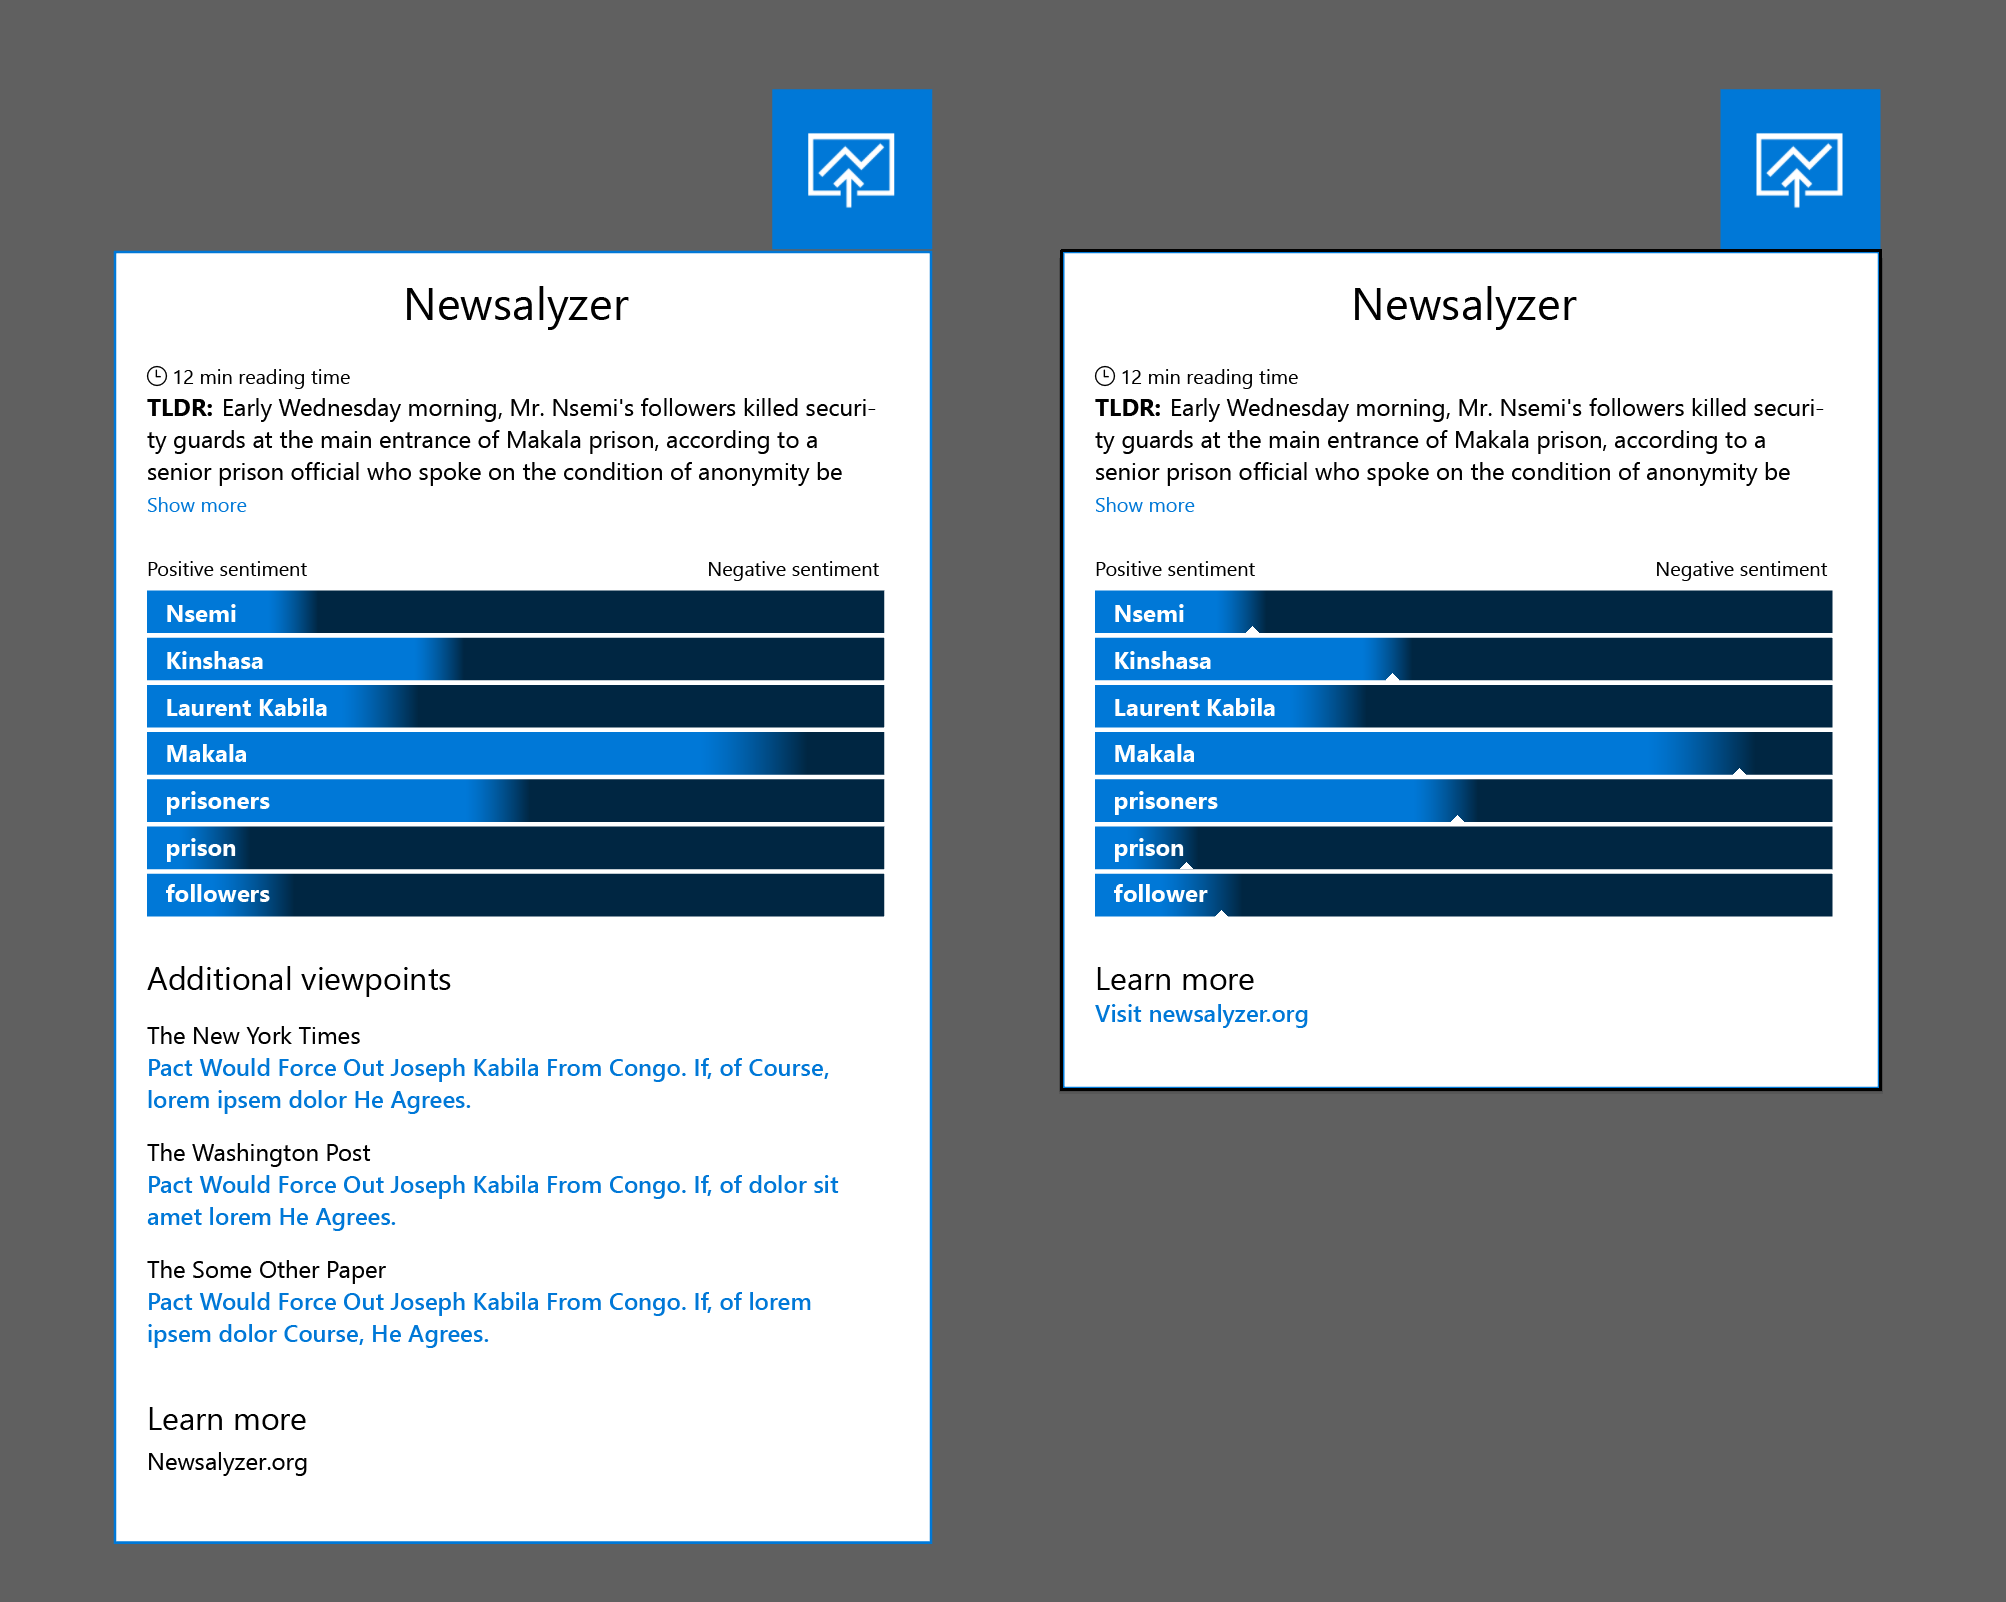 Newsalyzer
12 min reading time
TLDR: Early Wednesday morning, Mr. Nsemi's followers killed securi-
ty guards at the main entrance of Makala prison, according to a
senior prison official who spoke on the condition of anonymity be
Show more
Positive sentiment Negative sentiment
Nsemi
Kinshasa
Laurent Kabila
Makala
prisoners
prison
followers
Additional viewpoints
The New York Times
Pact Would Force Out Joseph Kabila From Congo. If, of Course,
lorem ipsem dolor He Agrees.
The Washington Post
Pact Would Force Out Joseph Kabila From Congo. If, of dolor sit
amet lorem He Agrees.
The Some Other Paper
Pact Would Force Out Joseph Kabila From Congo. If, of lorem
ipsem dolor Course, He Agrees.
Learn more
Newsalyzer.org
Newsalyzer
12 min reading time
TLDR: Early Wednesday morning, Mr. Nsemi's followers killed securi-
ty guards at the main entrance of Makala prison, according to a
senior prison official who spoke on the condition of anonymity be
Show more
Positive sentiment Negative sentiment
Nsemi
Kinshasa
Laurent Kabila
Makala
prisoners
prison
follower
Learn more
Visit newsalyzer.org